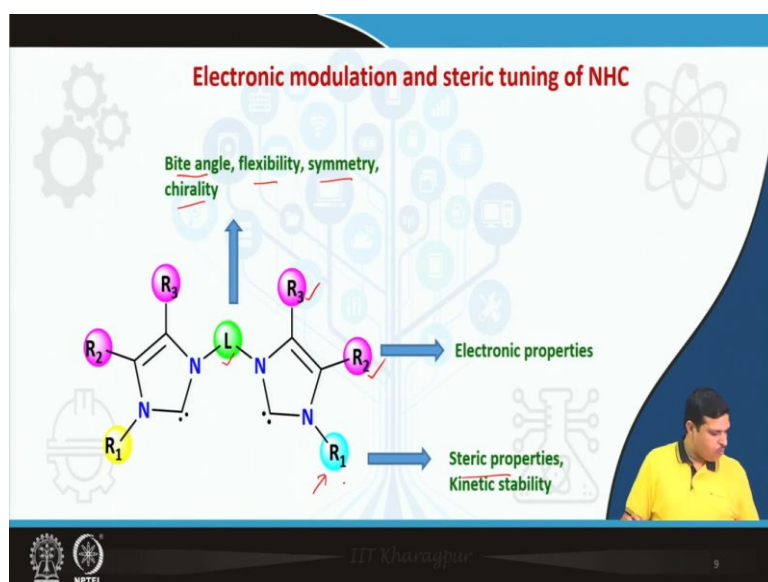 Electronic modulation and steric tuning of NHC
Bite angle, flexibility, symmetry,
chirality
R3
R3
L
R2
R2
Electronic properties
N
N
N
N
R1
R1
Steric properties,
Kinetic stability
IIT Kharagpur
NPTEL
9